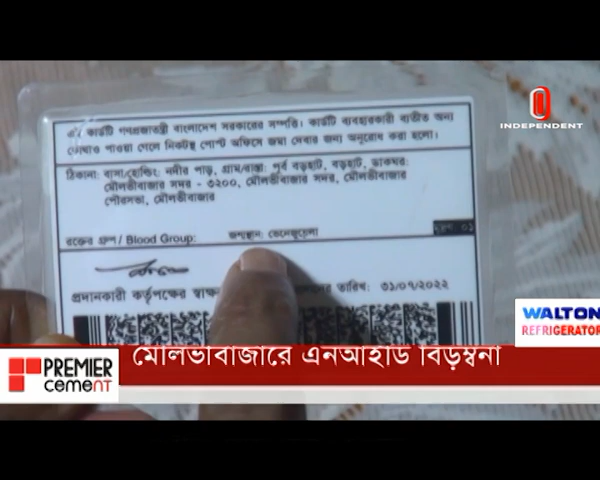 এই কার্ডটি গণপ্রজাতন্ত্রী বাংলাদেশ সরকারের সম্পত্তি। কার্ডটি ব্যবহারকারী ব্যতীত অন্য
কোথাও পাওয়া গেলে নিকটস্থ পোস্ট অফিসে জমা দেবার জন্য অনুরোধ করা হলো।
INDEPENDENT
ঠিকানা: বাসা/হোল্ডিং: নদীর পাড়, গ্রাম/রাস্তা: পূর্ব বড়হাট, বড়হাট, ডাকঘর:
মৌলভীবাজার সদর - ৩২০০, মৌলভীবাজার সদর, মৌলভীবাজার
পৌরসভা, মৌলভীবাজার
রক্তের গ্রুপ / Blood Group: জন্মস্থান: ভেনেজুয়েলা
প্রদানকারী কর্তৃপক্ষের স্বাক্ষ তারিখ: ৩১/০৭/২০২২
WALTON
REFRIGERATOR
PREMIER
cement
মৌলভীবাজারে এনআইডি বিড়ম্বনা